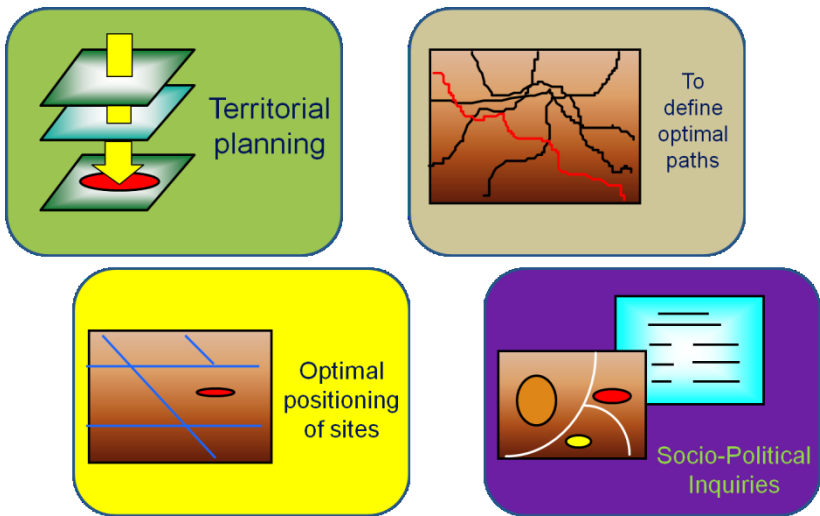 Territorial
planning
To
define
optimal
paths
Optimal
positioning
of sites
Socio-Political
Inquiries